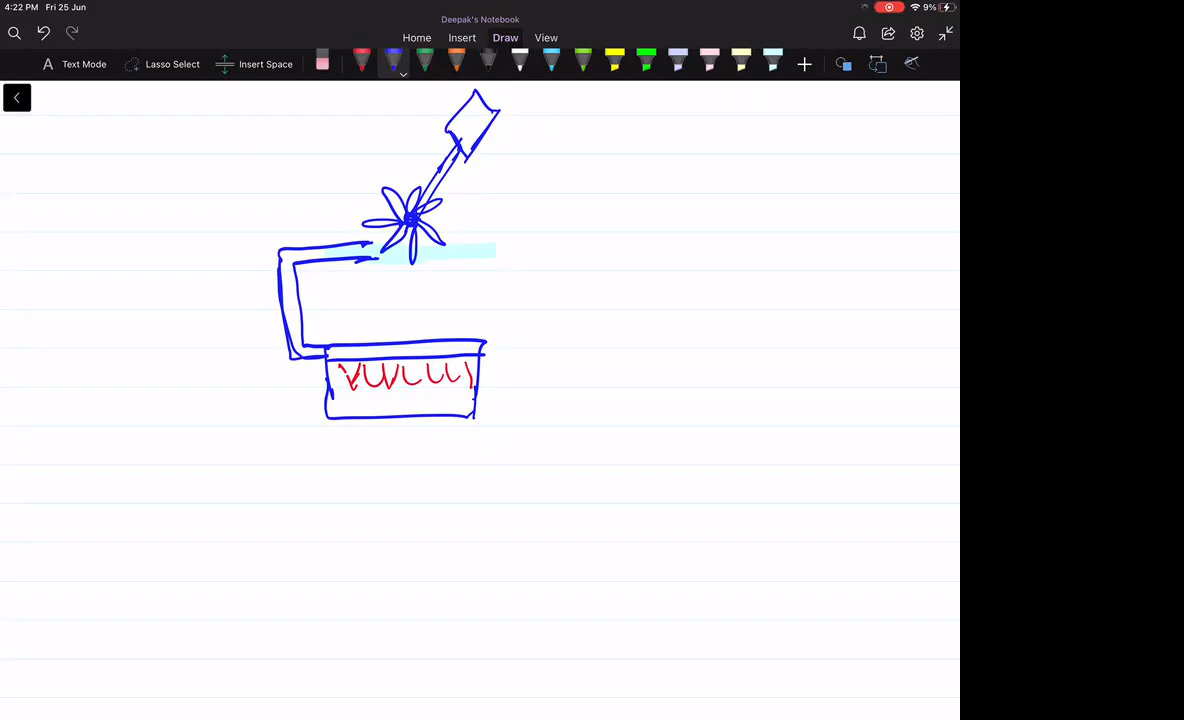 4:22 PM Fri 25 Jun
9%
Deepak's Notebook
Home Insert Draw View
A Text Mode Lasso Select Insert Space